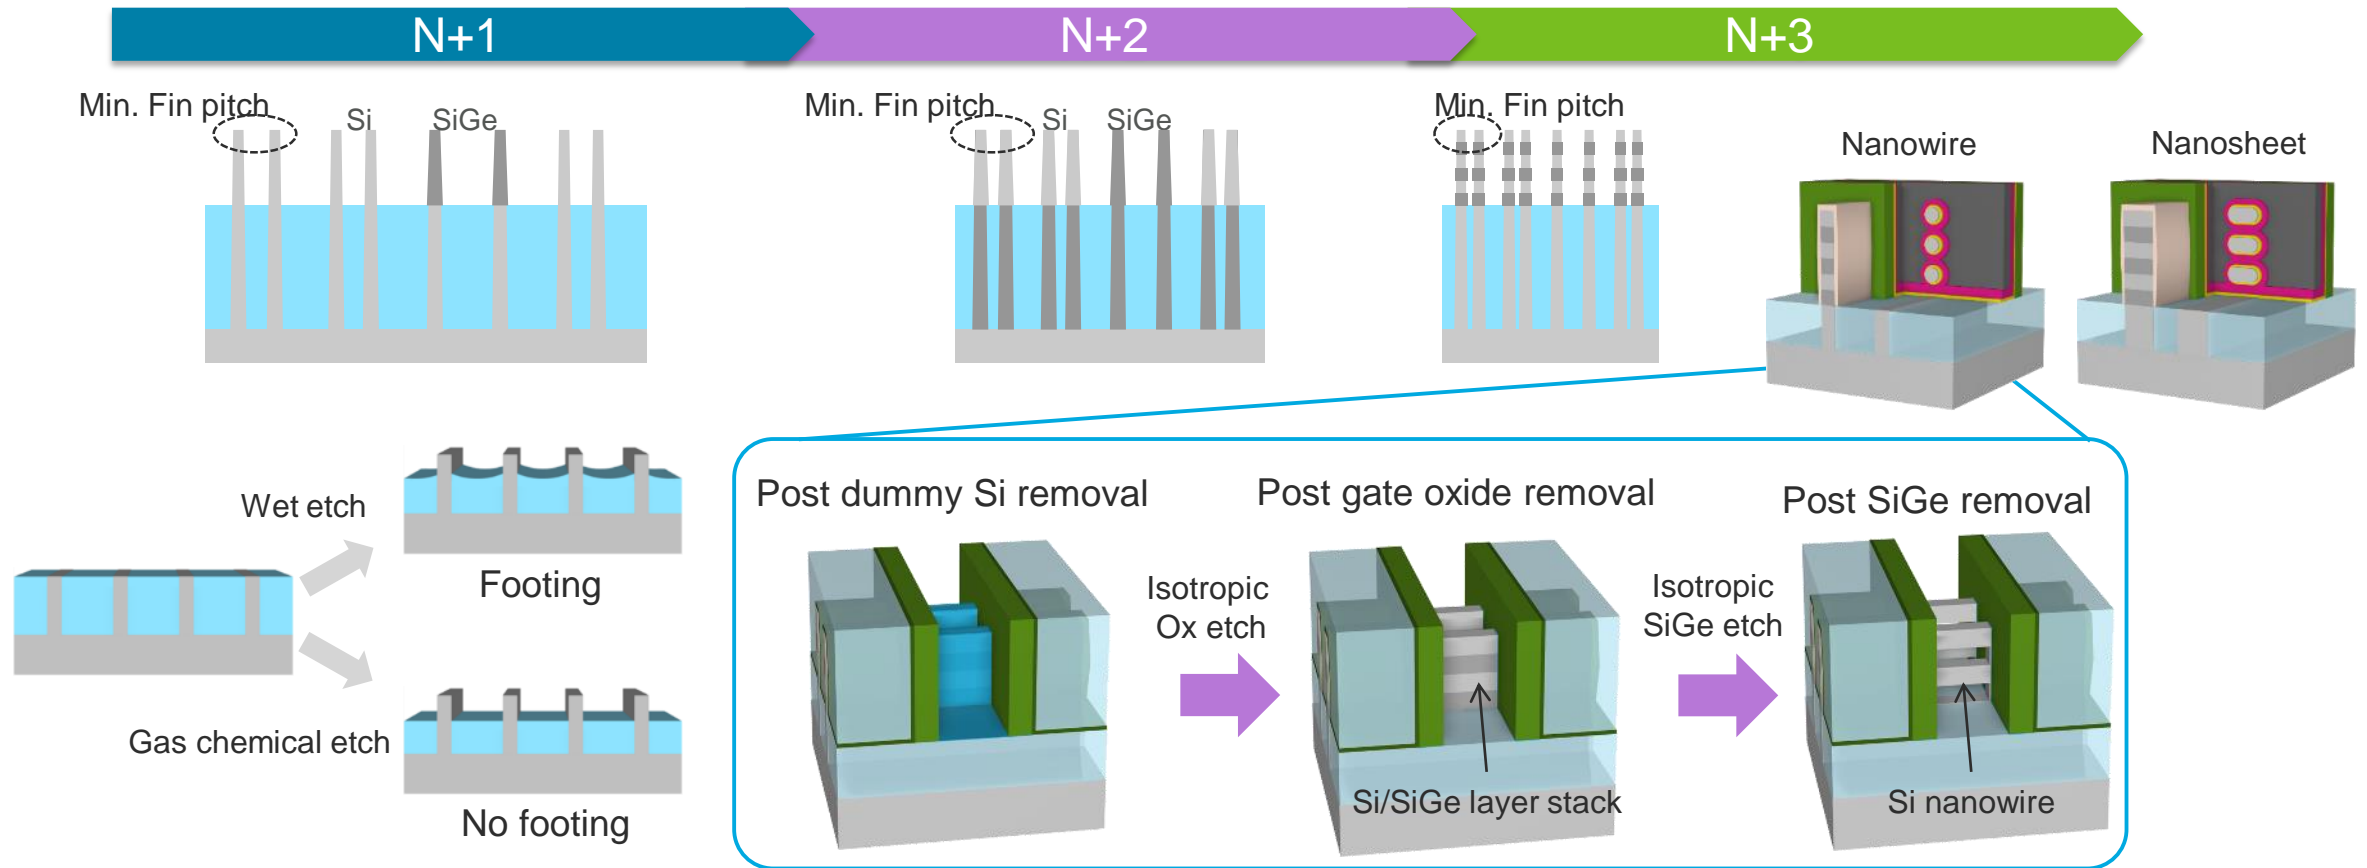 N+1
N+2
N+3
Min. Fin pitch
Si
SiGe
Min. Fin pitch
Si
SiGe
Min. Fin pitch
Nanowire
Nanosheet
Wet etch
Footing
Gas chemical etch
No footing
Post dummy Si removal
Post gate oxide removal
Post SiGe removal
Isotropic
Ox etch
Isotropic
SiGe etch
Si/SiGe layer stack
Si nanowire